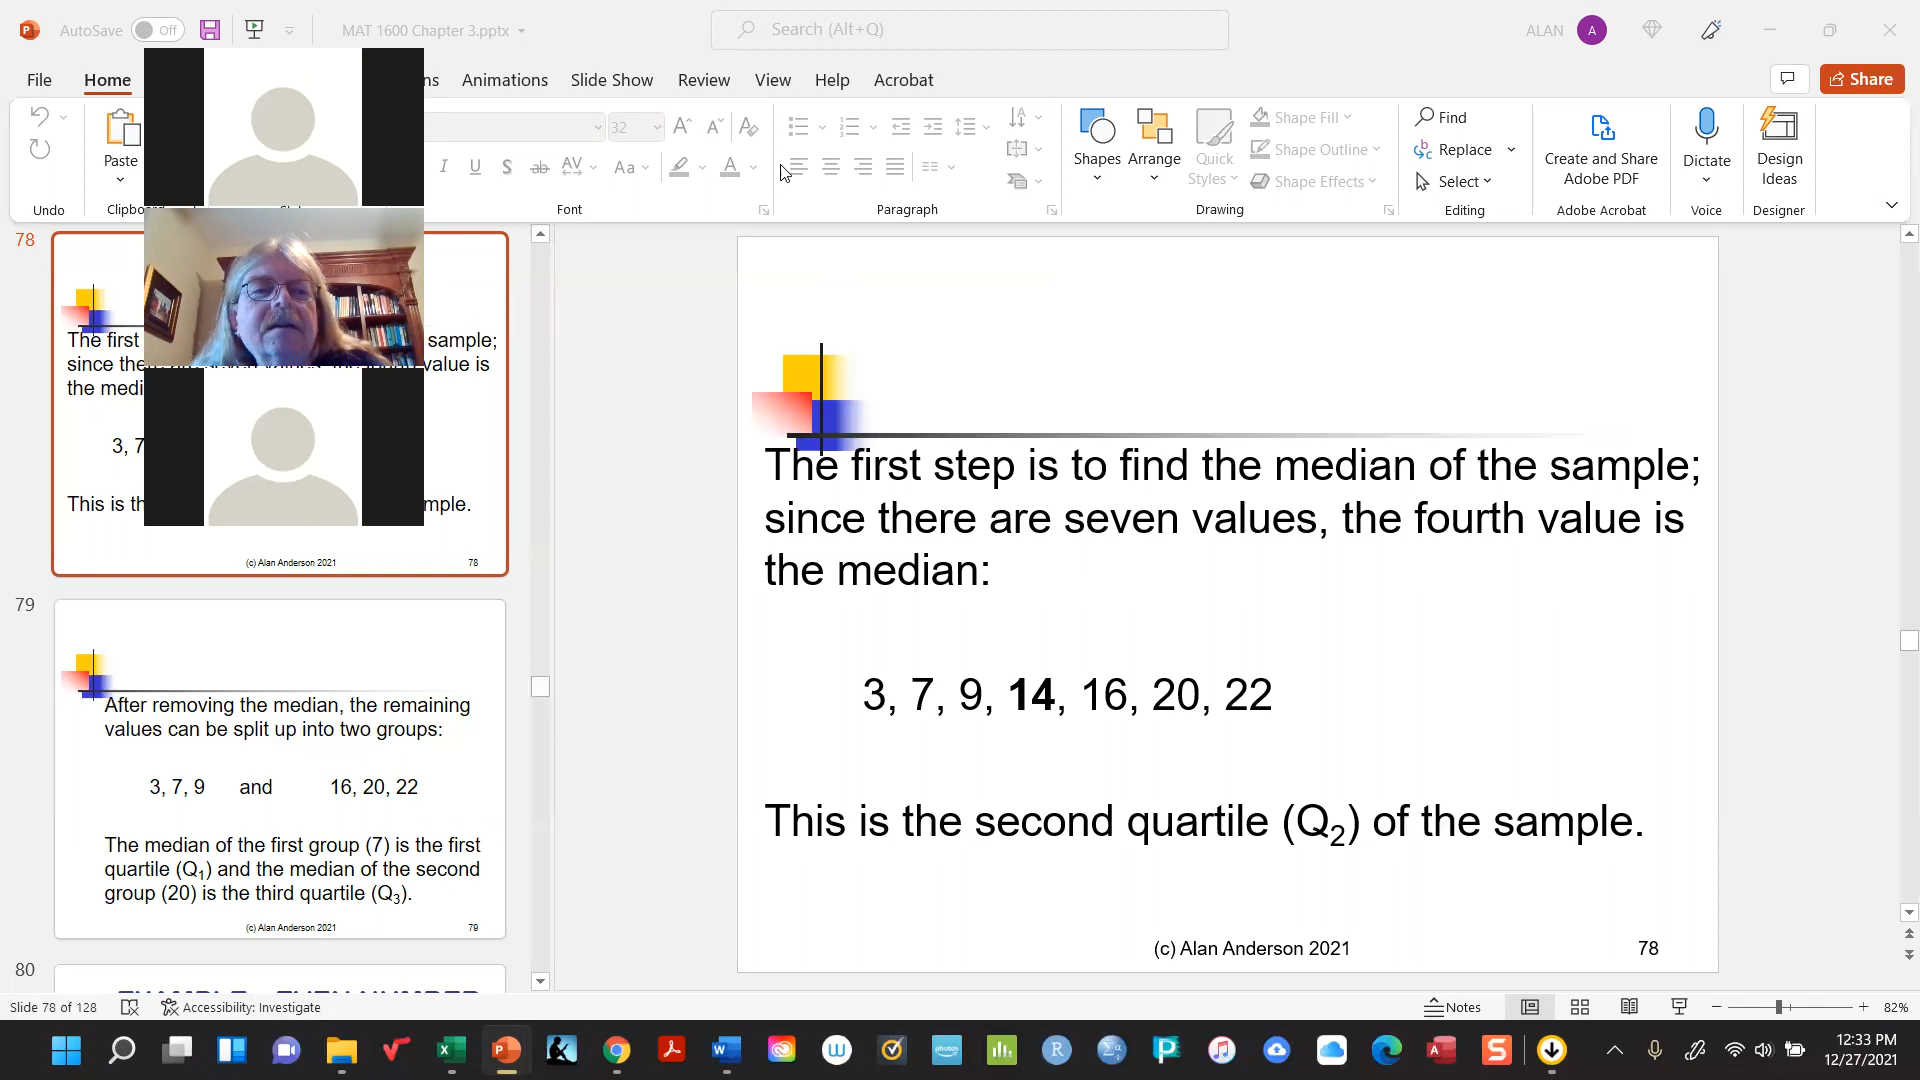 AutoSave Off
MAT 1600 Chapter 3.pptx
Search (Alt+Q)
ALAN A
File Home ns Animations Slide Show Review View Help Acrobat
Share
Paste
32
Aa
Shapes Arrange Quick Styles
Shape Fill
Shape Outline
Shape Effects
Find
Replace
Select
Create and Share Adobe PDF
Dictate
Design Ideas
Undo Font Paragraph Drawing Editing Adobe Acrobat Voice Designer
78
The first sample;
since value is
the medi
3, 7
This is th mple.
(c) Alan Anderson 2021 78
79
After removing the median, the remaining
values can be split up into two groups:
3, 7, 9 and 16, 20, 22
The median of the first group (7) is the first
quartile (Q1) and the median of the second
group (20) is the third quartile (Q3).
(c) Alan Anderson 2021 79
80
The first step is to find the median of the sample;
since there are seven values, the fourth value is
the median:
3, 7, 9, 14, 16, 20, 22
This is the second quartile (Q2) of the sample.
(c) Alan Anderson 2021 78
Slide 78 of 128 Accessibility: Investigate
Notes 82%
12:33 PM
12/27/2021